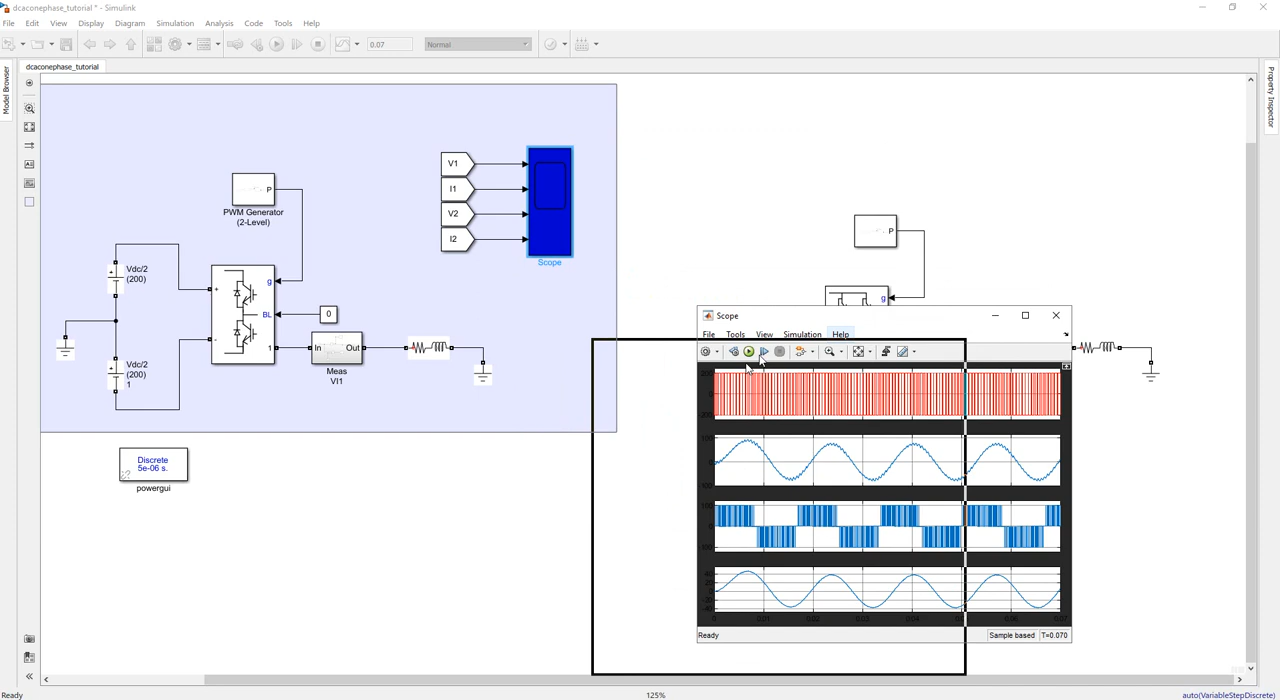 dcaconephase_tutorial * - Simulink
File Edit View Display Diagram Simulation Analysis Code Tools Help
0.07
Normal
dcaconephase_tutorial
Model Browser
Property Inspector
V1
I1
V2
I2
Scope
P
PWM Generator
(2-Level)
P
Vdc/2
(200)
+
-
g
BL
1
0
In
Out
Meas
VI1
Vdc/2
(200)
1
g
Discrete
5e-06 s.
powergui
Scope
File Tools View Simulation Help
Ready
Sample based
T=0.070
Ready
125%
auto(VariableStepDiscrete)